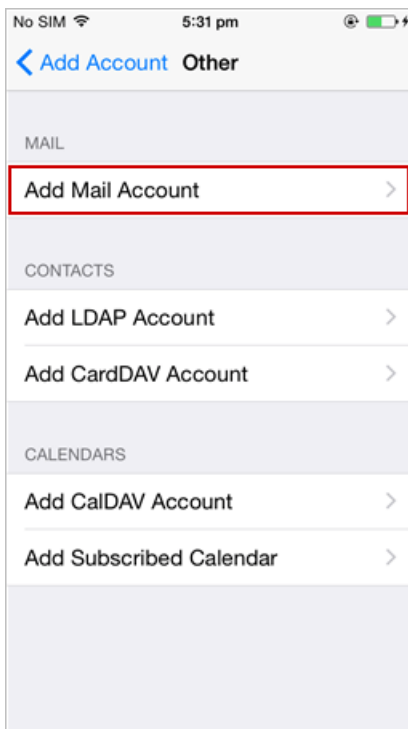 No SIM 5:31 pm
Add Account Other
MAIL
Add Mail Account
CONTACTS
Add LDAP Account
Add CardDAV Account
CALENDARS
Add CalDAV Account
Add Subscribed Calendar